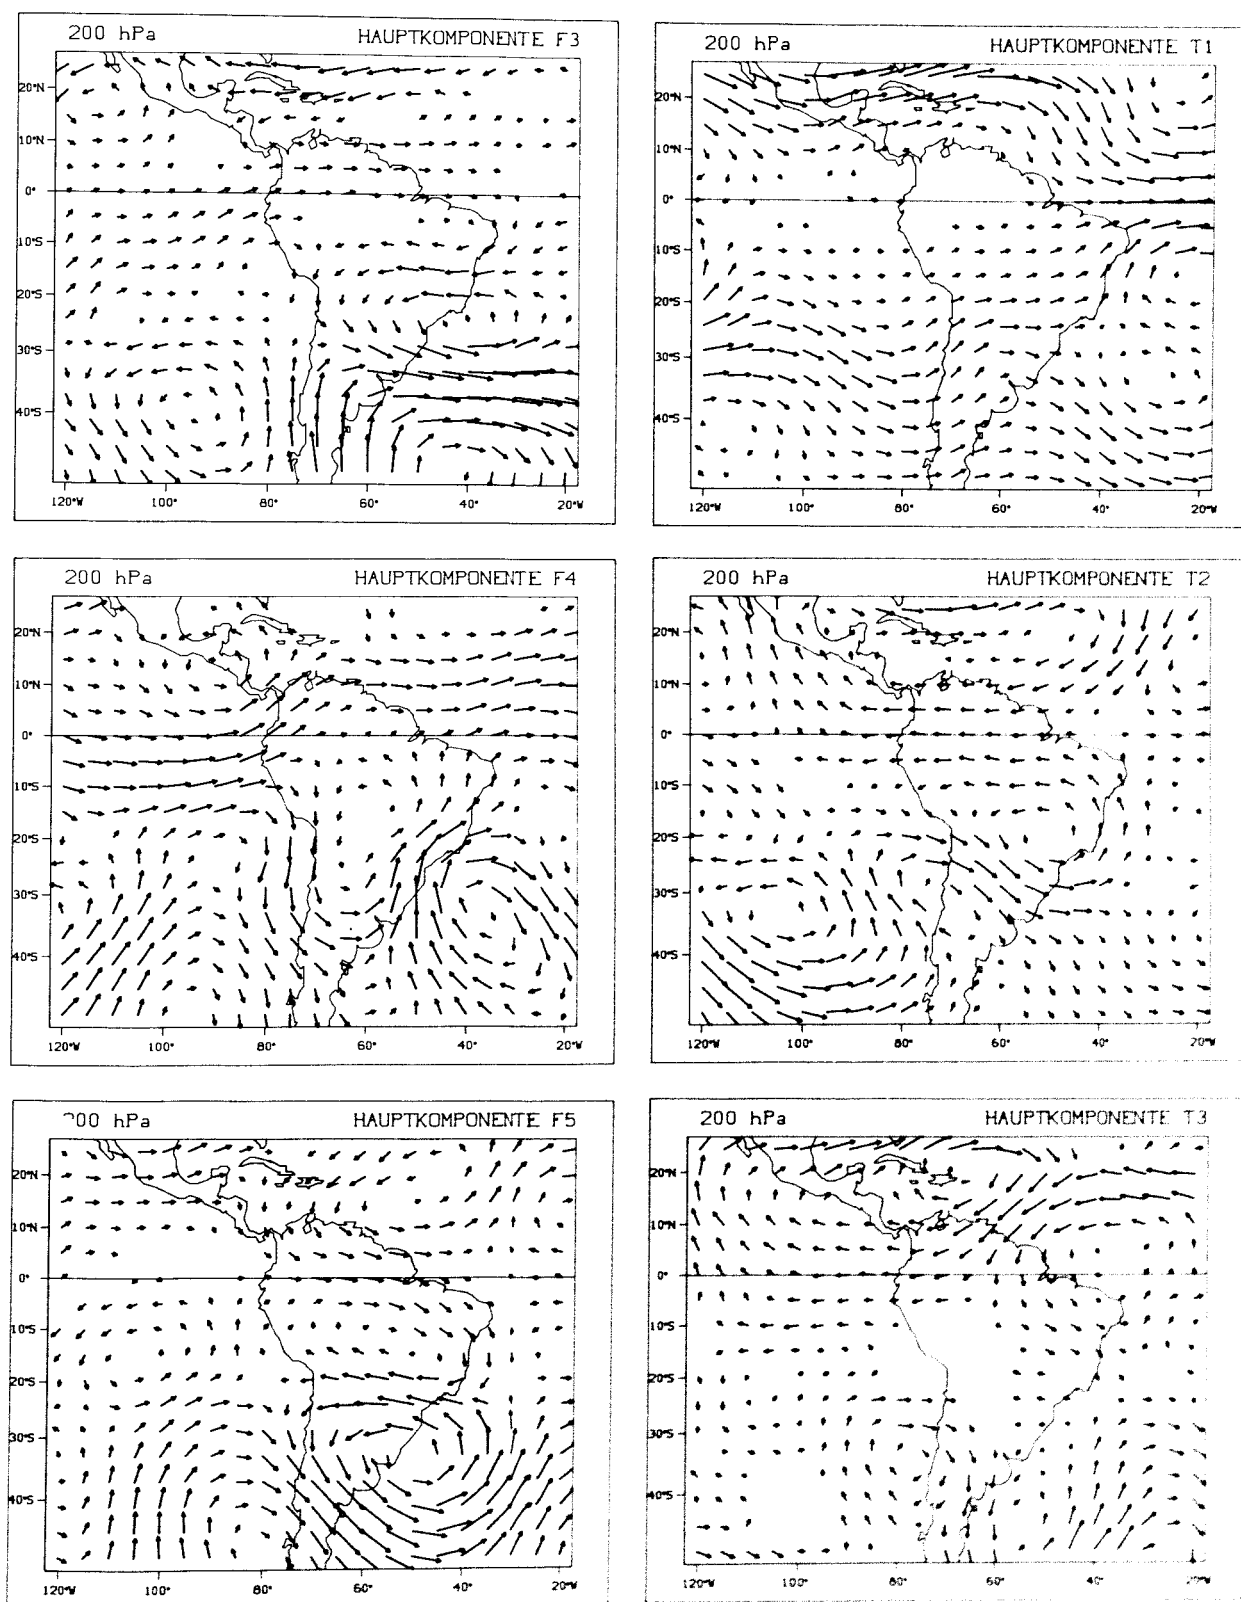 200 hPa HAUPTKOMPONENTE F3
20°N
10°N
0°
10°S
20°S
30°S
40°S
120°W 100° 80° 60° 40° 20°W
200 hPa HAUPTKOMPONENTE T1
20°N
10°N
0°
10°S
20°S
30°S
40°S
120°W 100° 80° 60° 40° 20°W
200 hPa HAUPTKOMPONENTE F4
20°N
10°N
0°
10°S
20°S
30°S
40°S
120°W 100° 80° 60° 40° 20°W
200 hPa HAUPTKOMPONENTE T2
20°N
10°N
0°
10°S
20°S
30°S
40°S
120°W 100° 80° 60° 40° 20°W
200 hPa HAUPTKOMPONENTE F5
20°N
10°N
0°
10°S
20°S
30°S
40°S
120°W 100° 80° 60° 40° 20°W
200 hPa HAUPTKOMPONENTE T3
20°N
10°N
0°
10°S
20°S
30°S
40°S
120°W 100° 80° 60° 40° 20°W